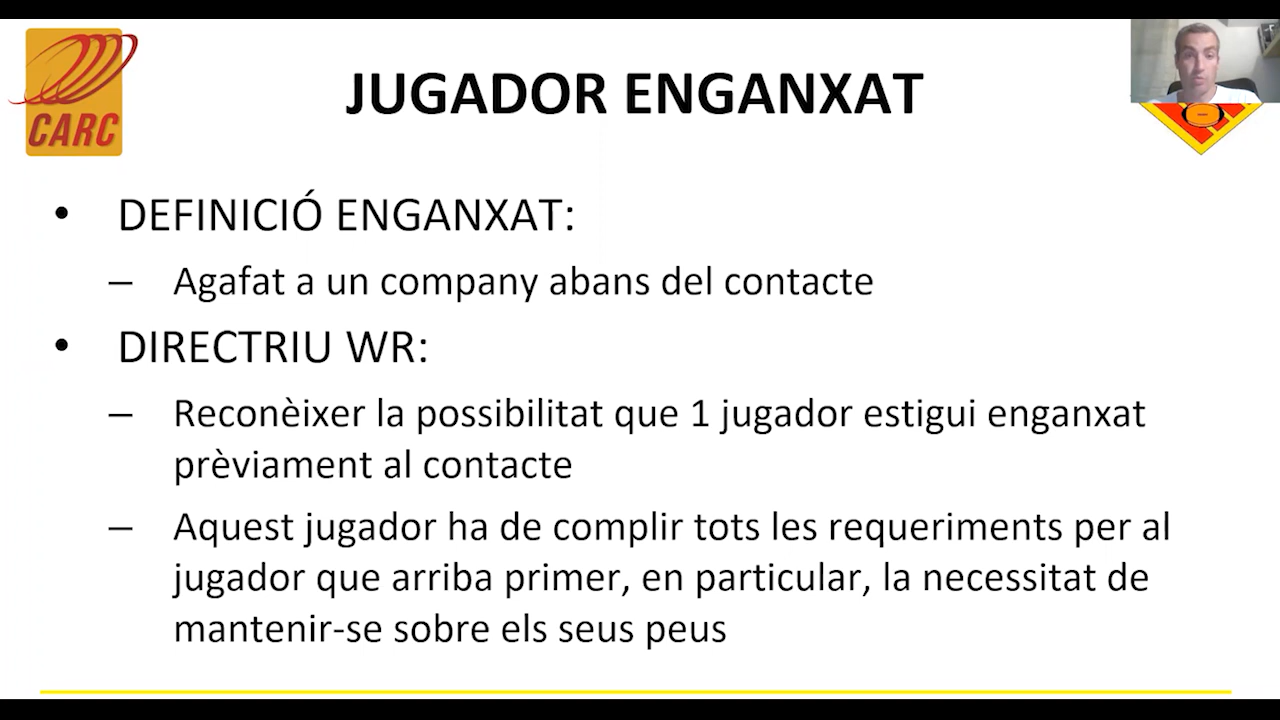 CARC
JUGADOR ENGANXAT
• DEFINICIÓ ENGANXAT:
– Agafat a un company abans del contacte
• DIRECTRIU WR:
– Reconèixer la possibilitat que 1 jugador estigui enganxat
prèviament al contacte
– Aquest jugador ha de complir tots les requeriments per al
jugador que arriba primer, en particular, la necessitat de
mantenir-se sobre els seus peus